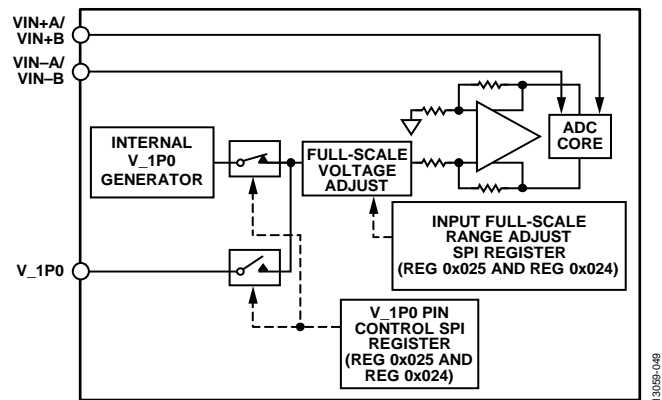 VIN+A/
VIN+B
VIN–A/
VIN–B
INTERNAL
V_1P0
GENERATOR
FULL-SCALE
VOLTAGE
ADJUST
ADC
CORE
INPUT FULL-SCALE
RANGE ADJUST
SPI REGISTER
(REG 0x025 AND REG 0x024)
V_1P0
V_1P0 PIN
CONTROL SPI
REGISTER
(REG 0x025 AND
REG 0x024)
13059-049